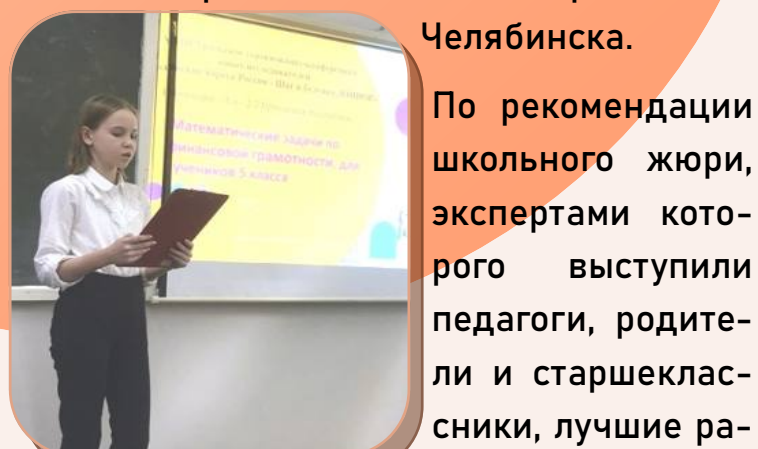 Челябинска.
По рекомендации
школьного жюри,
экспертами кото-
рого выступили
педагоги, родите-
ли и старшеклас-
сники, лучшие ра-
Математические задачи по
финансовой грамотности, для
учеников 5 класса